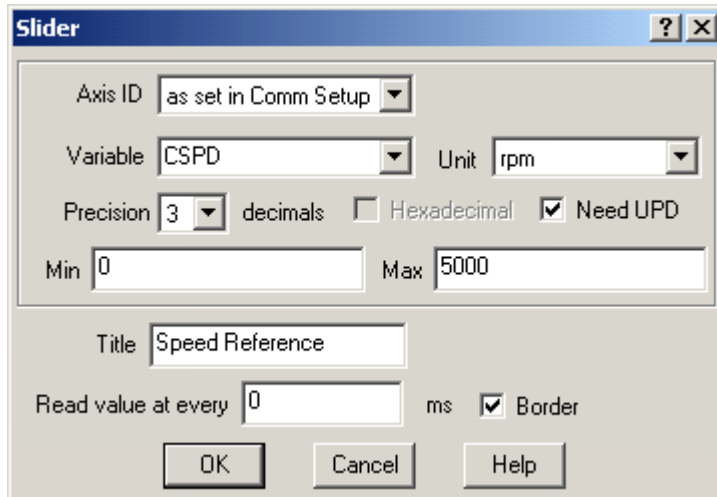 Slider ?
Axis ID as set in Comm Setup
Variable CSPD Unit rpm
Precision 3 decimals Hexadecimal Need UPD
Min 0 Max 5000
Title Speed Reference
Read value at every 0 ms Border
OK Cancel Help